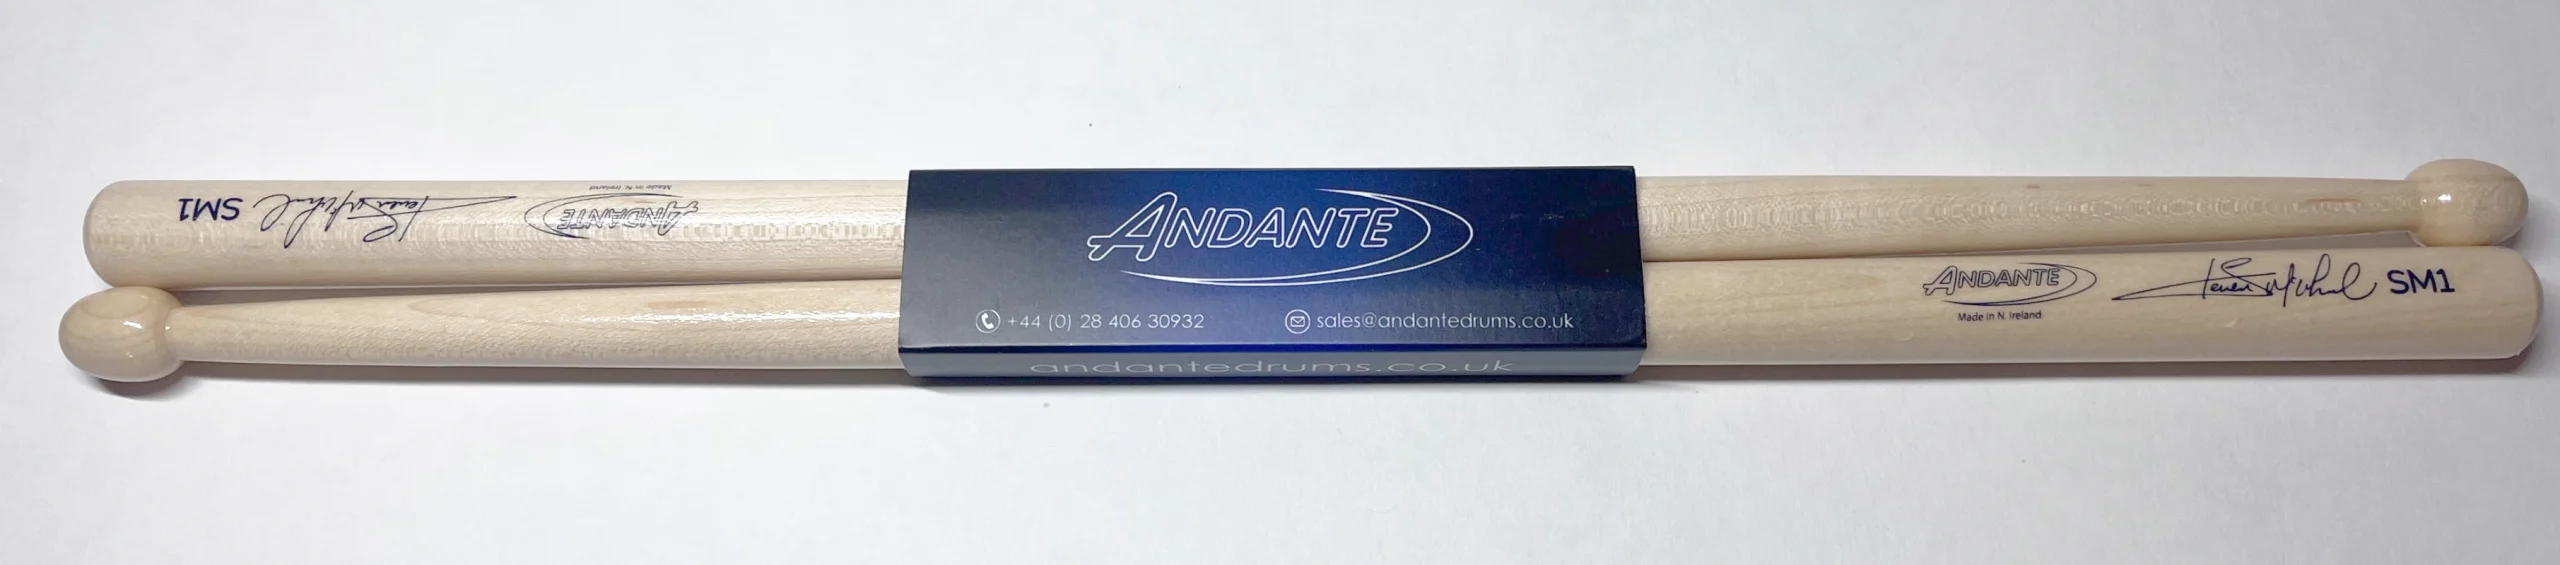 SM1
ANDANTE
Made in N. Ireland
ANDANTE
+44 (0) 28 406 30932
sales@andantedrums.co.uk
andantedrums.co.uk
ANDANTE
Made in N. Ireland
SM1